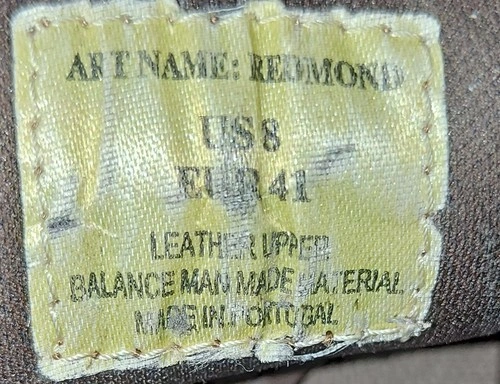 ART NAME: REDMOND
US 8
EUR 41
LEATHER UPPER
BALANCE MAN MADE MATERIAL
MADE IN PORTUGAL